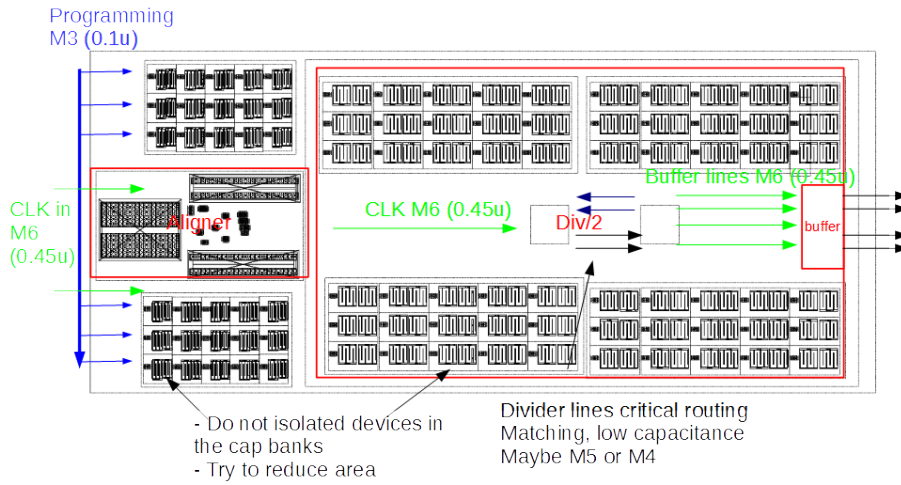 Programming
M3 (0.1u)
CLK in
M6
(0.45u)
Aligner
CLK M6 (0.45u)
Div/2
Buffer lines M6 (0.45u)
buffer
- Do not isolated devices in
the cap banks
- Try to reduce area
Divider lines critical routing
Matching, low capacitance
Maybe M5 or M4